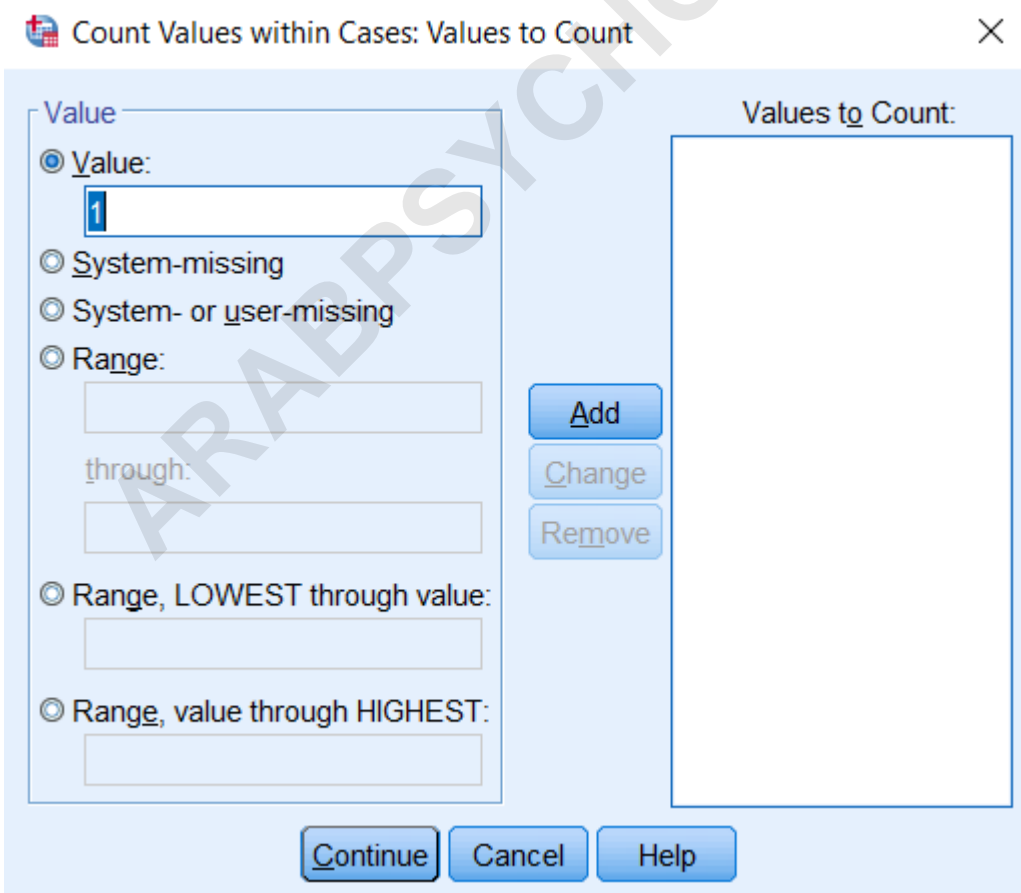 Count Values within Cases: Values to Count
Value
Value:
1
System-missing
System- or user-missing
Range:
through:
Range, LOWEST through value:
Range, value through HIGHEST:
Values to Count:
Add
Change
Remove
Continue Cancel Help
ARABPSYCHO